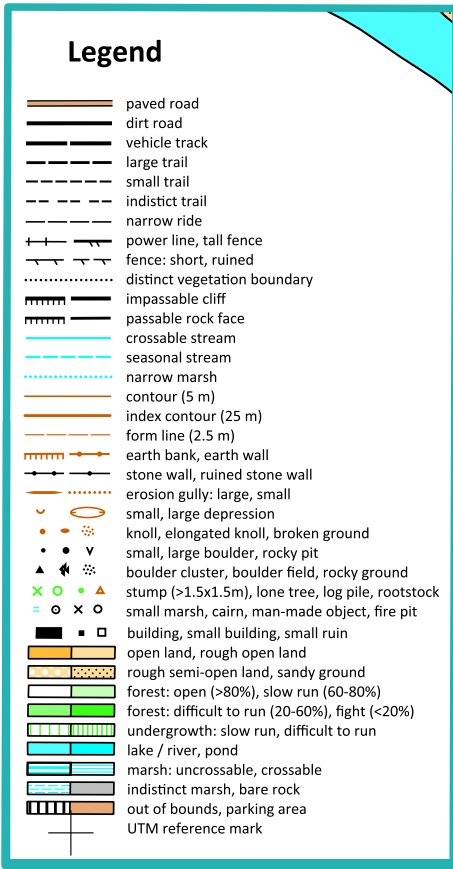 Legend
paved road
dirt road
vehicle track
large trail
small trail
indistict trail
narrow ride
power line, tall fence
fence: short, ruined
distinct vegetation boundary
impassable cliff
passable rock face
crossable stream
seasonal stream
narrow marsh
contour (5 m)
index contour (25 m)
form line (2.5 m)
earth bank, earth wall
stone wall, ruined stone wall
erosion gully: large, small
small, large depression
knoll, elongated knoll, broken ground
small, large boulder, rocky pit
boulder cluster, boulder field, rocky ground
stump (>1.5x1.5m), lone tree, log pile, rootstock
small marsh, cairn, man-made object, fire pit
building, small building, small ruin
open land, rough open land
rough semi-open land, sandy ground
forest: open (>80%), slow run (60-80%)
forest: difficult to run (20-60%), fight (<20%)
undergroth: slow run, difficult to run
lake / river, pond
marsh: uncrossable, crossable
indistinct marsh, bare rock
out of bounds, parking area
UTM reference mark